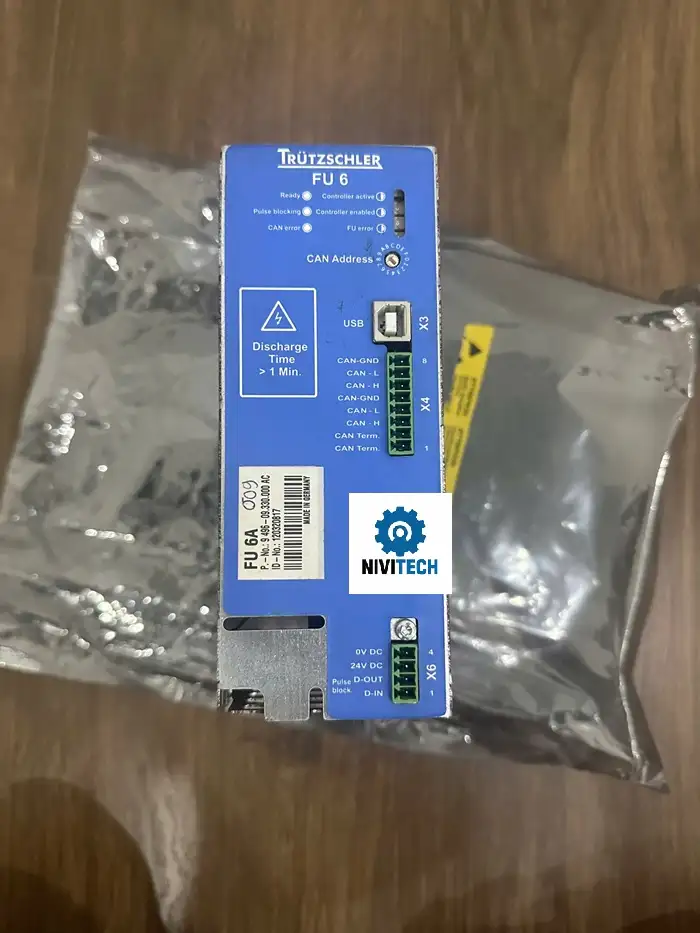 TRÜTZSCHLER
FU 6
Ready Controller active
Pulse blocking Controller enabled
CAN error FU error
CAN Address
USB
X3
Discharge
Time
> 1 Min.
CAN-GND 8
CAN - L
CAN - H
CAN-GND
CAN - L
CAN - H
CAN Term.
CAN Term. 1
X4
FU 6A 009
P.-No.: 9 496-09.330.000 AC
ID-No.: 120320817
MADE IN GERMANY
NIVITECH
0V DC 4
24V DC
Pulse block. D-OUT
D-IN 1
X6